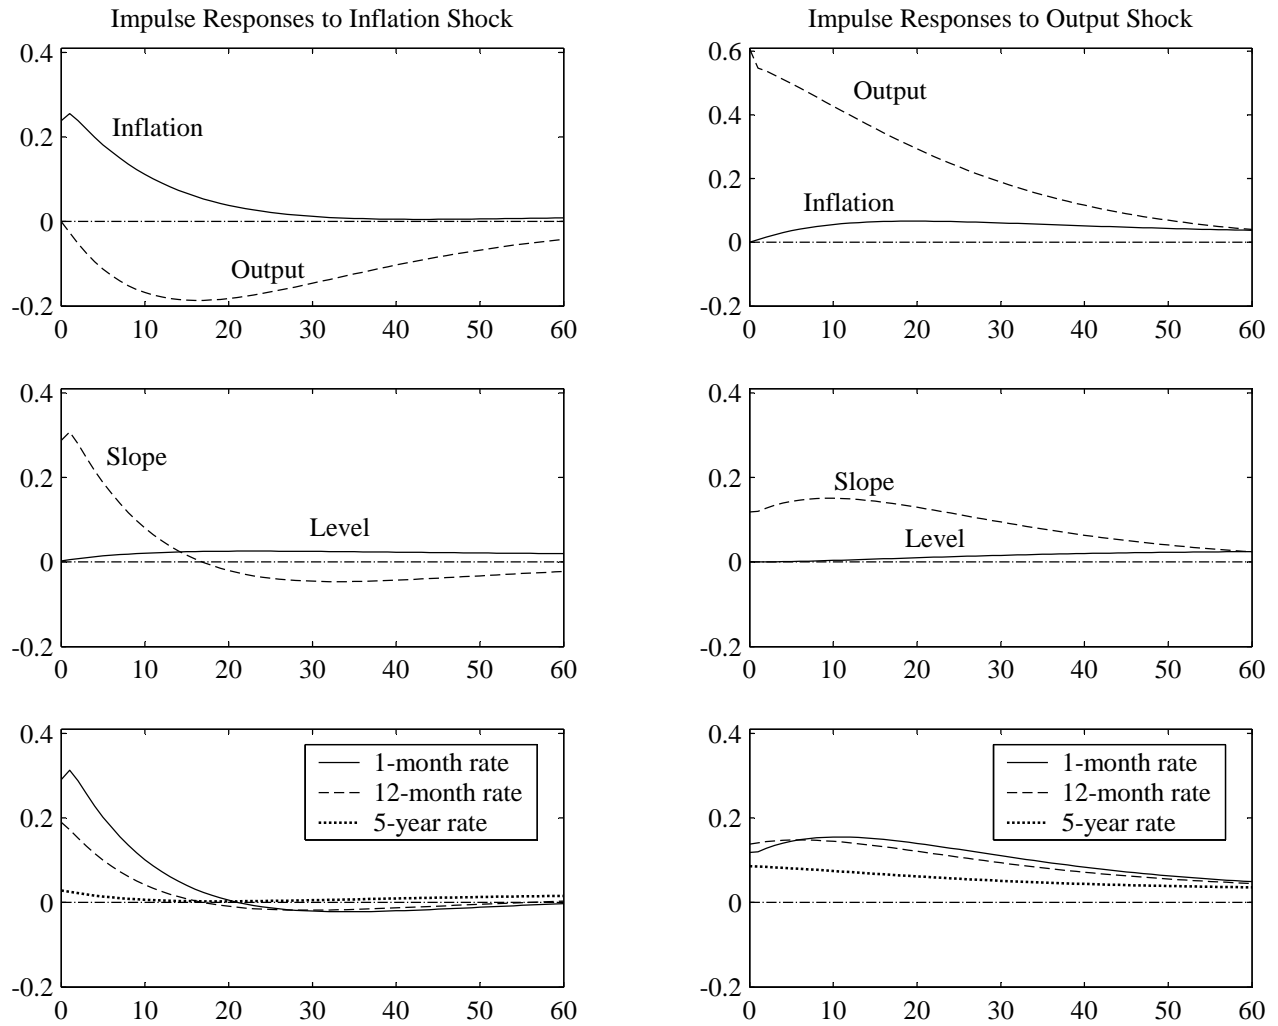 Impulse Responses to Inflation Shock
0.4
0.2
0
-0.2
Inflation
Output
0 10 20 30 40 50 60
Impulse Responses to Output Shock
0.6
0.4
0.2
0
-0.2
Output
Inflation
0 10 20 30 40 50 60
0.4
0.2
0
-0.2
Slope
Level
0 10 20 30 40 50 60
0.4
0.2
0
-0.2
Slope
Level
0 10 20 30 40 50 60
0.4
0.2
0
-0.2
1-month rate
12-month rate
5-year rate
0 10 20 30 40 50 60
0.4
0.2
0
-0.2
1-month rate
12-month rate
5-year rate
0 10 20 30 40 50 60